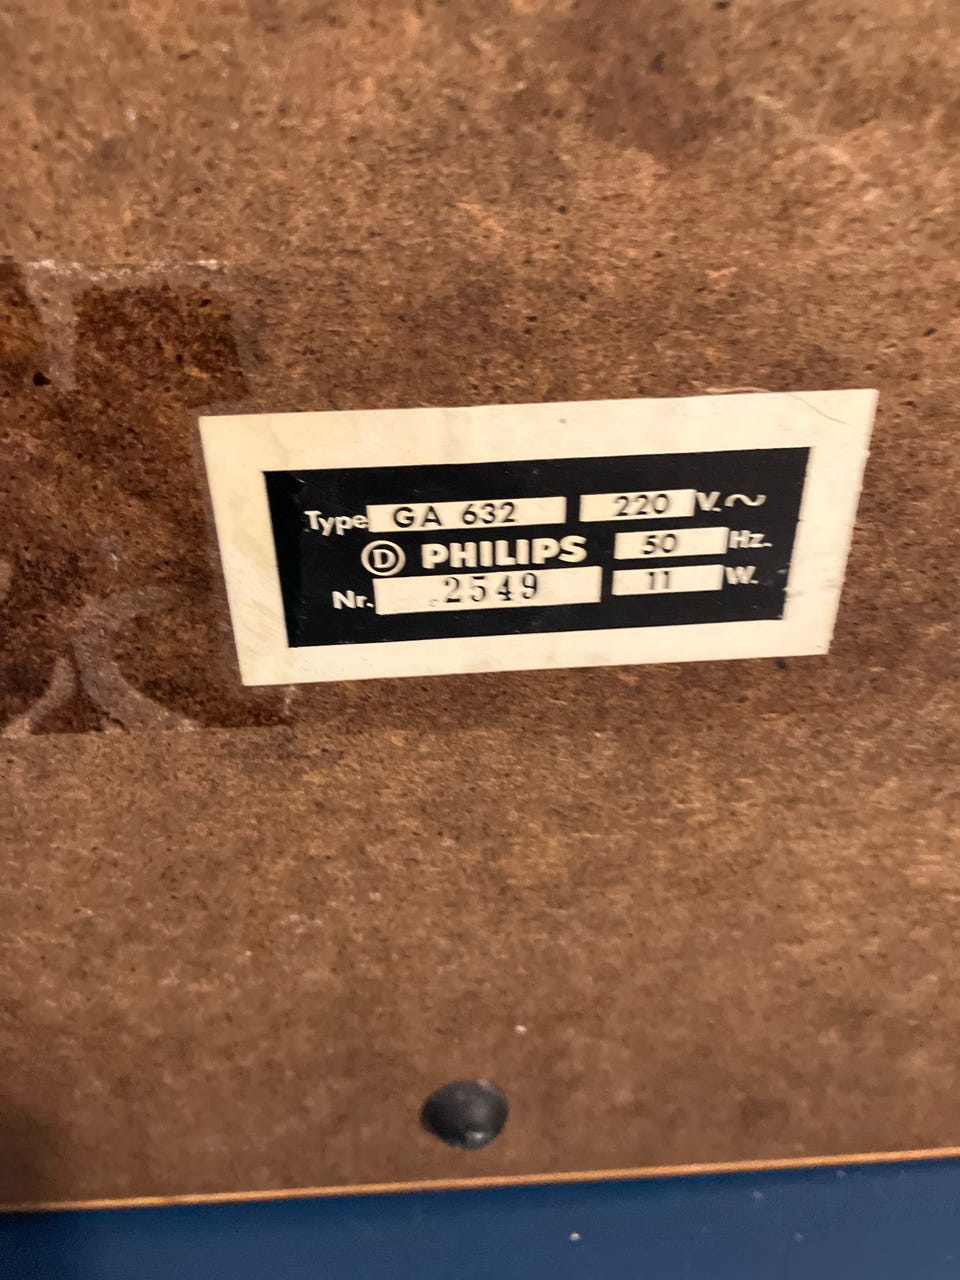 Type GA 632 220 V.~
D PHILIPS 50 Hz.
Nr. 2549 11 W.